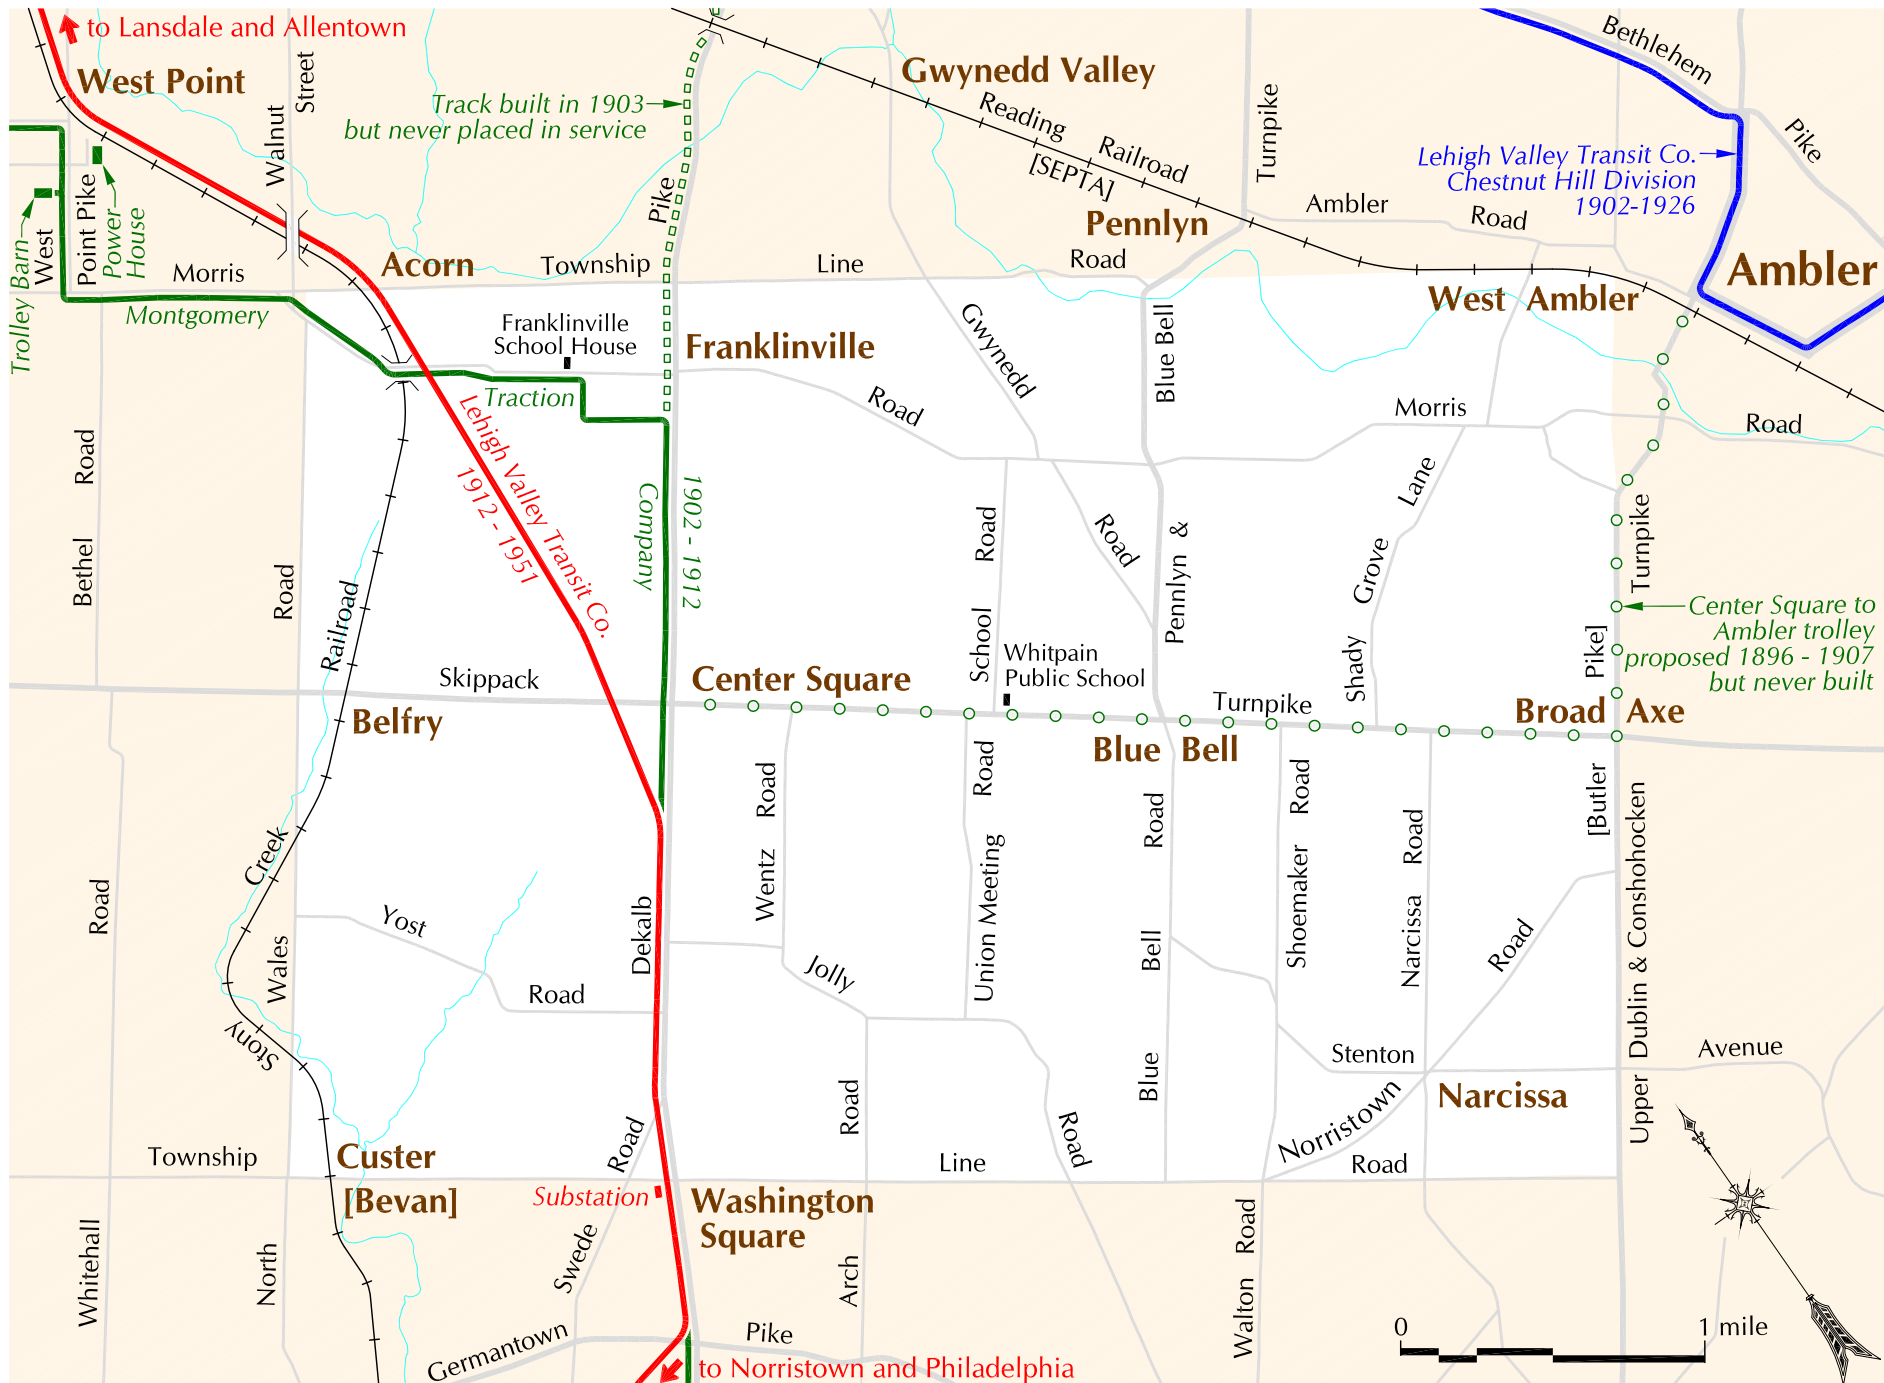 to Lansdale and Allentown
West Point
Walnut
Street
Track built in 1903
but never placed in service
Gwynedd Valley
Reading Railroad
[SEPTA]
Turnpike
Bethlehem
Pike
Lehigh Valley Transit Co.
Chestnut Hill Division
1902-1926
Trolley Barn
West
Point Pike
Power
House
Pike
Pennlyn
Ambler Road
Ambler
Morris
Acorn
Township Line Road
Montgomery
West Ambler
Franklinville
School House
Franklinville
Traction
Gwynedd
Road
Blue Bell
Road
Morris
Road
Lehigh Valley Transit Co.
1912 - 1951
Company
1902 - 1912
Bethel Road
Road
Railroad
School Road
Pennlyn &
Shady Grove Lane
Turnpike
Center Square to
Ambler trolley
proposed 1896 - 1907
but never built
Pike]
Skippack
Center Square
Whitpain
Public School
Turnpike
Belfry
Blue Bell
Broad Axe
Road
Creek
Wales
Stony
Yost
Road
Dekalb
Wentz Road
Jolly
Union Meeting Road
Blue Bell Road
Shoemaker Road
Narcissa Road
Road
[Butler
Upper Dublin & Conshohocken
Stenton
Avenue
Narcissa
Norristown
Township
Custer
[Bevan]
Road
Line
Road
Road
Road
Substation
Washington
Square
Whitehall
North
Swede
Arch
Walton Road
Germantown
Pike
to Norristown and Philadelphia
0
1 mile